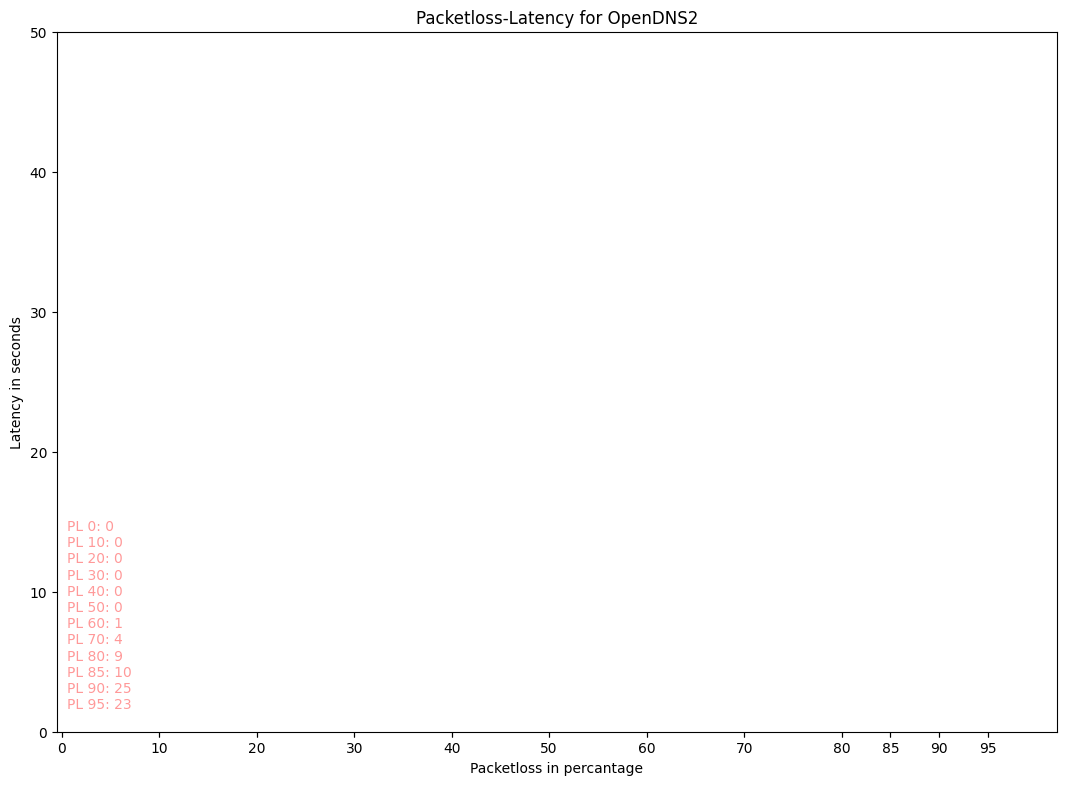 Packetloss-Latency for OpenDNS2
50
40
30
20
10
0
Latency in seconds
PL 0: 0
PL 10: 0
PL 20: 0
PL 30: 0
PL 40: 0
PL 50: 0
PL 60: 1
PL 70: 4
PL 80: 9
PL 85: 10
PL 90: 25
PL 95: 23
0 10 20 30 40 50 60 70 80 85 90 95
Packetloss in percantage